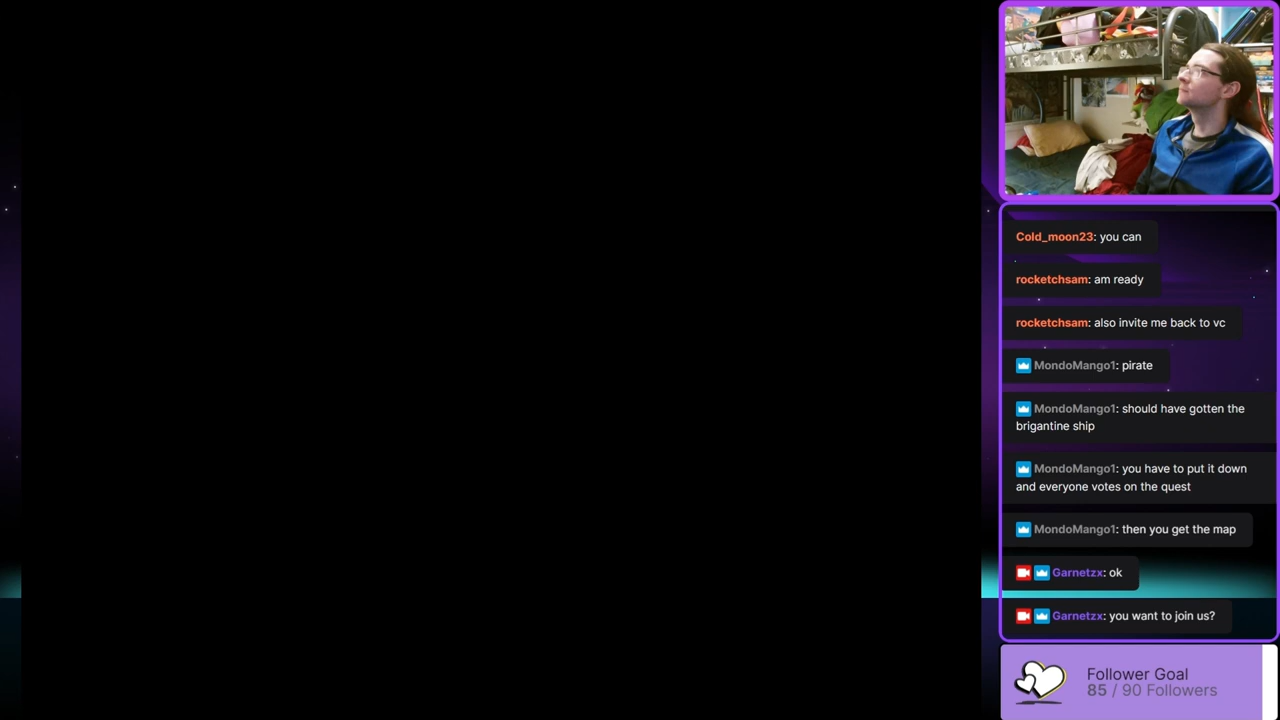 Cold_moon23: you can
rocketchsam: am ready
rocketchsam: also invite me back to vc
MondoMango1: pirate
MondoMango1: should have gotten the
brigantine ship
MondoMango1: you have to put it down
and everyone votes on the quest
MondoMango1: then you get the map
Garnetzx: ok
Garnetzx: you want to join us?
Follower Goal
85 / 90 Followers